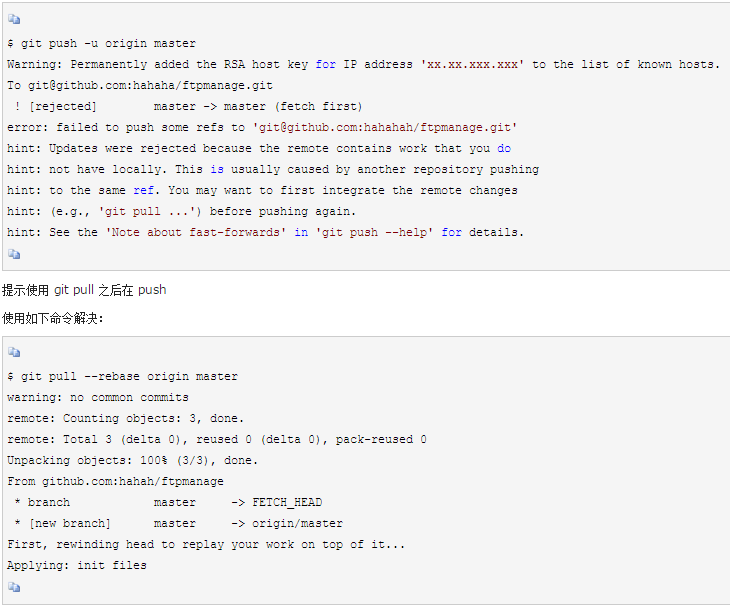 $ git push -u origin master
Warning: Permanently added the RSA host key for IP address 'xx.xx.xxx.xxx' to the list of known hosts.
To git@github.com:hahaha/ftpmanage.git
 ! [rejected]        master -> master (fetch first)
error: failed to push some refs to 'git@github.com:hahahah/ftpmanage.git'
hint: Updates were rejected because the remote contains work that you do
hint: not have locally. This is usually caused by another repository pushing
hint: to the same ref. You may want to first integrate the remote changes
hint: (e.g., 'git pull ...') before pushing again.
hint: See the 'Note about fast-forwards' in 'git push --help' for details.
提示使用 git pull 之后在 push
使用如下命令解决:
$ git pull --rebase origin master
warning: no common commits
remote: Counting objects: 3, done.
remote: Total 3 (delta 0), reused 0 (delta 0), pack-reused 0
Unpacking objects: 100% (3/3), done.
From github.com:hahah/ftpmanage
 * branch            master     -> FETCH_HEAD
 * [new branch]      master     -> origin/master
First, rewinding head to replay your work on top of it...
Applying: init files